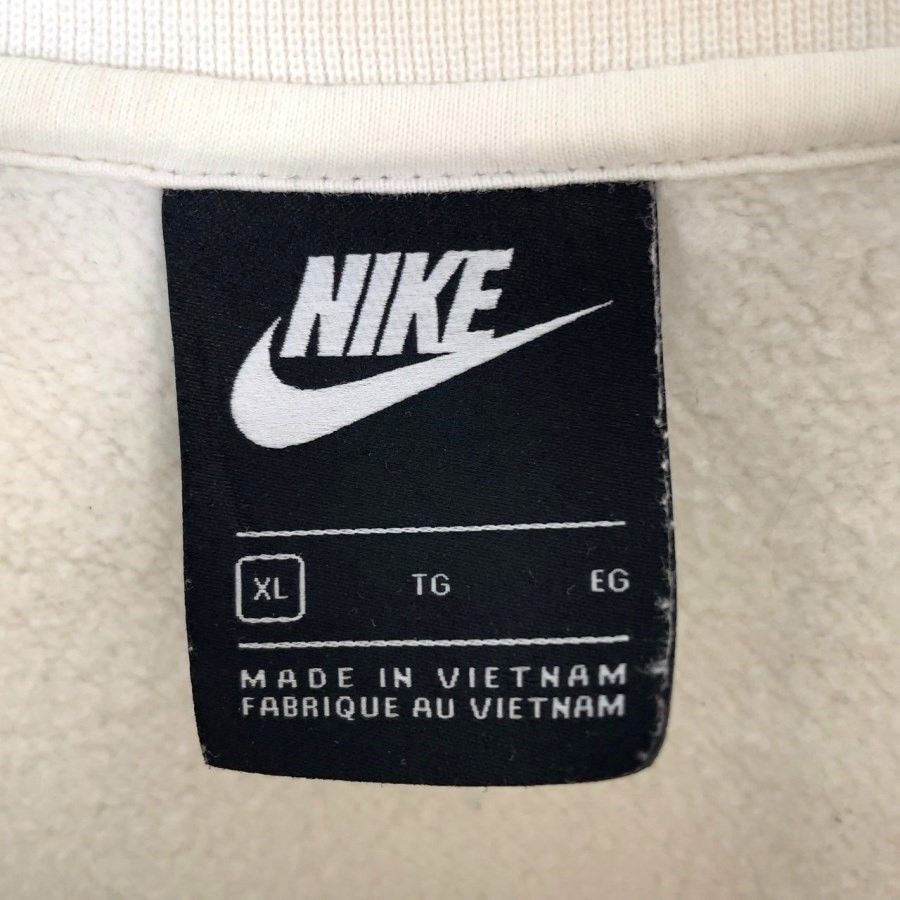 NIKE
XL TG EG
MADE IN VIETNAM
FABRIQUE AU VIETNAM